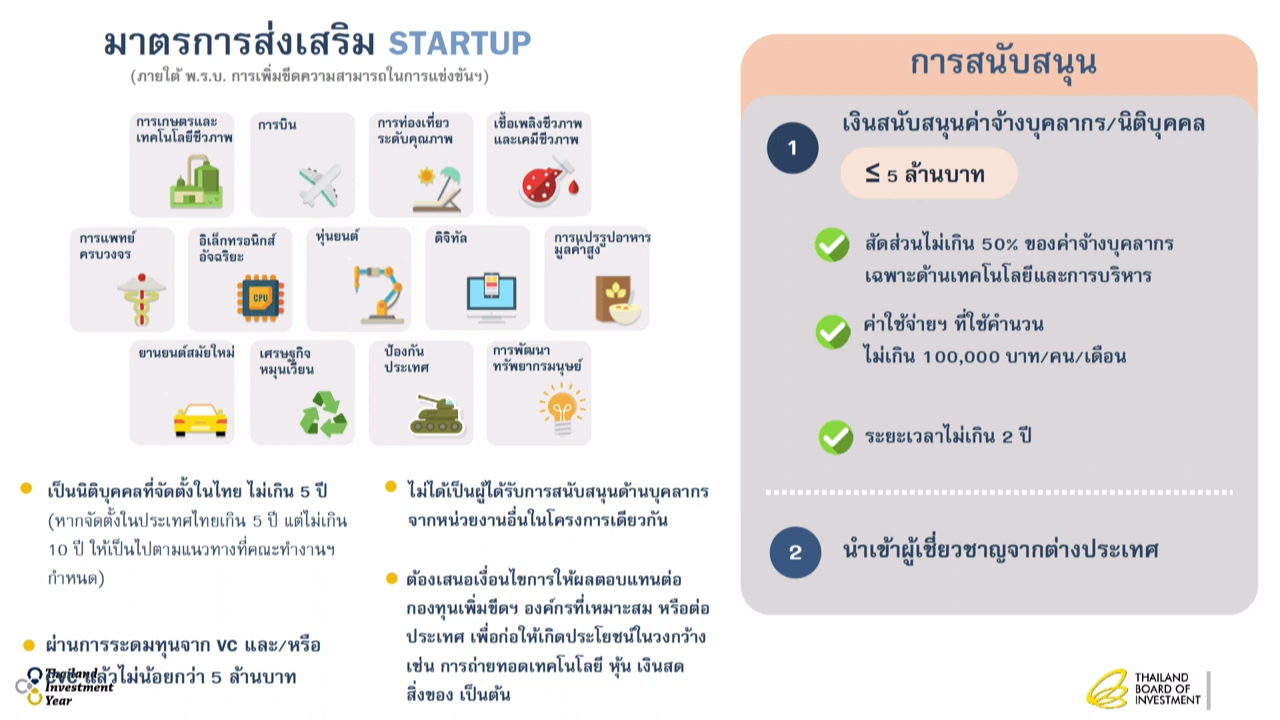 มาตรการส่งเสริม STARTUP
(ภายใต้ พ.ร.บ. การเพิ่มขีดความสามารถในการแข่งขันฯ)
การเกษตรและ
เทคโนโลยีชีวภาพ
การบิน
การท่องเที่ยว
ระดับคุณภาพ
เชื้อเพลิงชีวภาพ
และเคมีชีวภาพ
การแพทย์
ครบวงจร
อิเล็กทรอนิกส์
อัจฉริยะ
CPU
หุ่นยนต์
ดิจิทัล
การแปรรูปอาหาร
มูลค่าสูง
ยานยนต์สมัยใหม่
เศรษฐกิจ
หมุนเวียน
ป้องกัน
ประเทศ
การพัฒนา
ทรัพยากรมนุษย์
เป็นนิติบุคคลที่จัดตั้งในไทย ไม่เกิน 5 ปี
(หากจัดตั้งในประเทศไทยเกิน 5 ปี แต่ไม่เกิน
10 ปี ให้เป็นไปตามแนวทางที่คณะทำงานฯ
กำหนด)
ผ่านการระดมทุนจาก VC และ/หรือ
CVC แล้วไม่น้อยกว่า 5 ล้านบาท
Thailand
Investment
Year
ไม่ได้เป็นผู้ได้รับการสนับสนุนด้านบุคลากร
จากหน่วยงานอื่นในโครงการเดียวกัน
ต้องเสนอเงื่อนไขการให้ผลตอบแทนต่อ
กองทุนเพิ่มขีดฯ องค์กรที่เหมาะสม หรือต่อ
ประเทศ เพื่อก่อให้เกิดประโยชน์ในวงกว้าง
เช่น การถ่ายทอดเทคโนโลยี หุ้น เงินสด
สิ่งของ เป็นต้น
การสนับสนุน
1
เงินสนับสนุนค่าจ้างบุคลากร/นิติบุคคล
≤ 5 ล้านบาท
สัดส่วนไม่เกิน 50% ของค่าจ้างบุคลากร
เฉพาะด้านเทคโนโลยีและการบริหาร
ค่าใช้จ่ายฯ ที่ใช้คำนวน
ไม่เกิน 100,000 บาท/คน/เดือน
ระยะเวลาไม่เกิน 2 ปี
2
นำเข้าผู้เชี่ยวชาญจากต่างประเทศ
THAILAND
BOARD OF
INVESTMENT